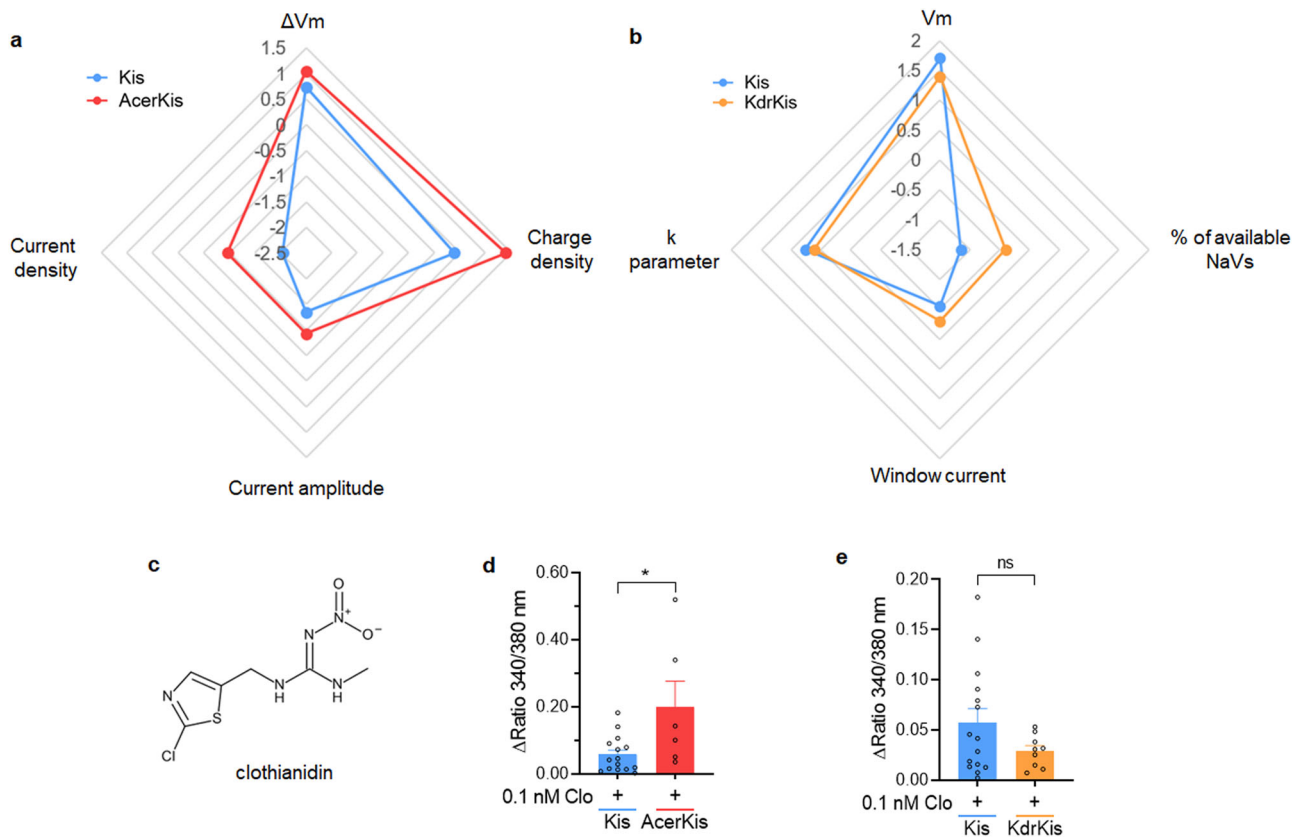 a
ΔVm
1.5
1
0.5
0
-0.5
-1
-1.5
-2
-2.5
Kis
AcerKis
Current
density
Charge
density
Current amplitude
b
Vm
2
1.5
1
0.5
0
-0.5
-1
-1.5
Kis
KdrKis
k
parameter
% of available
NaVs
Window current
c
O
N+
O−
N
N
H
N
H
N
S
Cl
clothianidin
d
ΔRatio 340/380 nm
0.60
0.40
0.20
0.00
*
0.1 nM Clo + +
Kis AcerKis
e
ΔRatio 340/380 nm
0.20
0.15
0.10
0.05
0.00
ns
0.1 nM Clo + +
Kis KdrKis